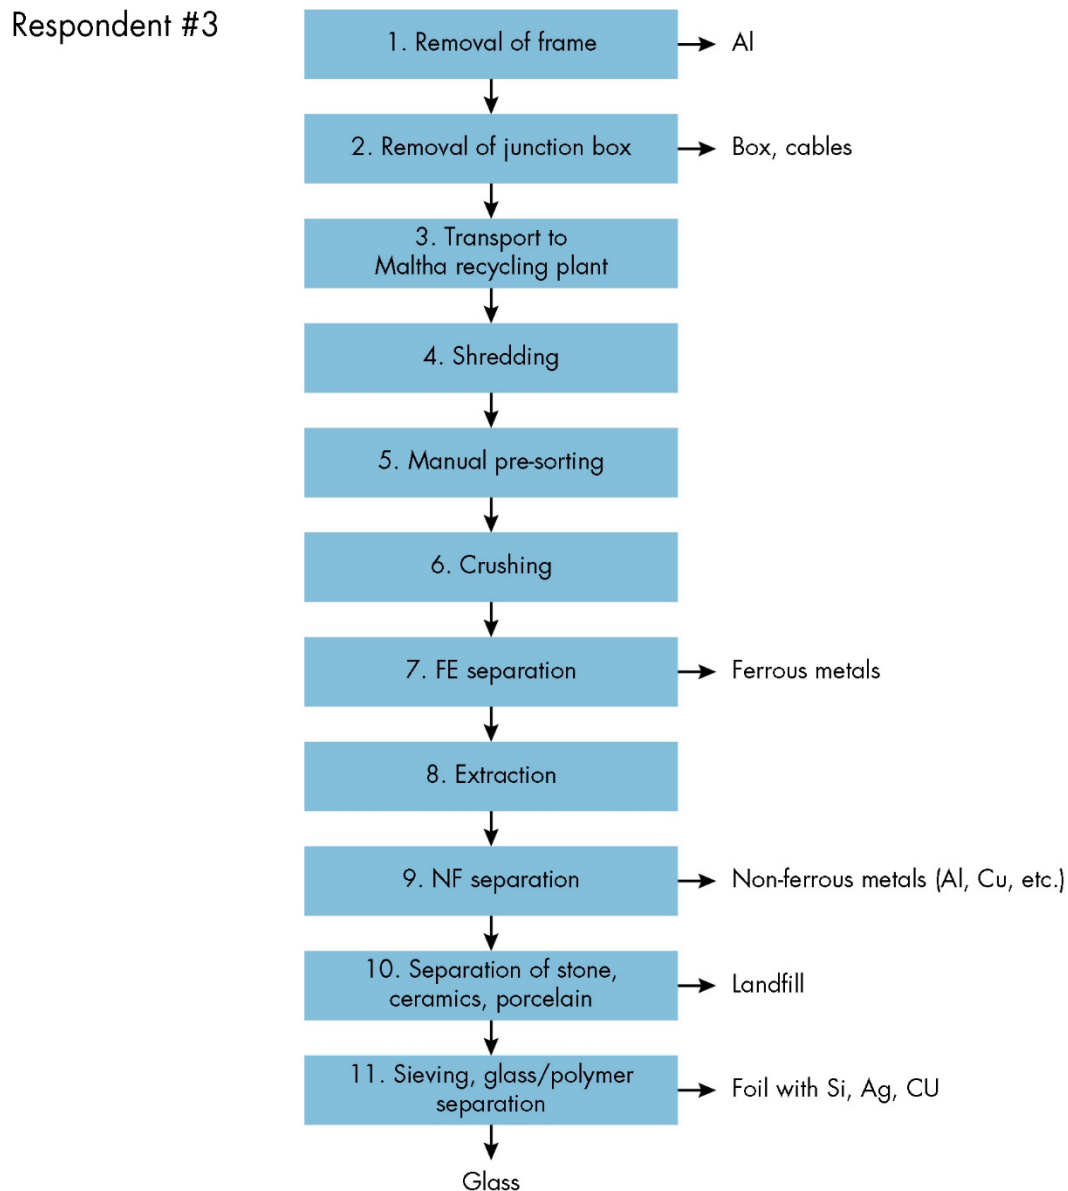 Respondent #3
1. Removal of frame
Al
2. Removal of junction box
Box, cables
3. Transport to
Maltha recycling plant
4. Shredding
5. Manual pre-sorting
6. Crushing
7. FE separation
Ferrous metals
8. Extraction
9. NF separation
Non-ferrous metals (Al, Cu, etc.)
10. Separation of stone,
ceramics, porcelain
Landfill
11. Sieving, glass/polymer
separation
Foil with Si, Ag, CU
Glass